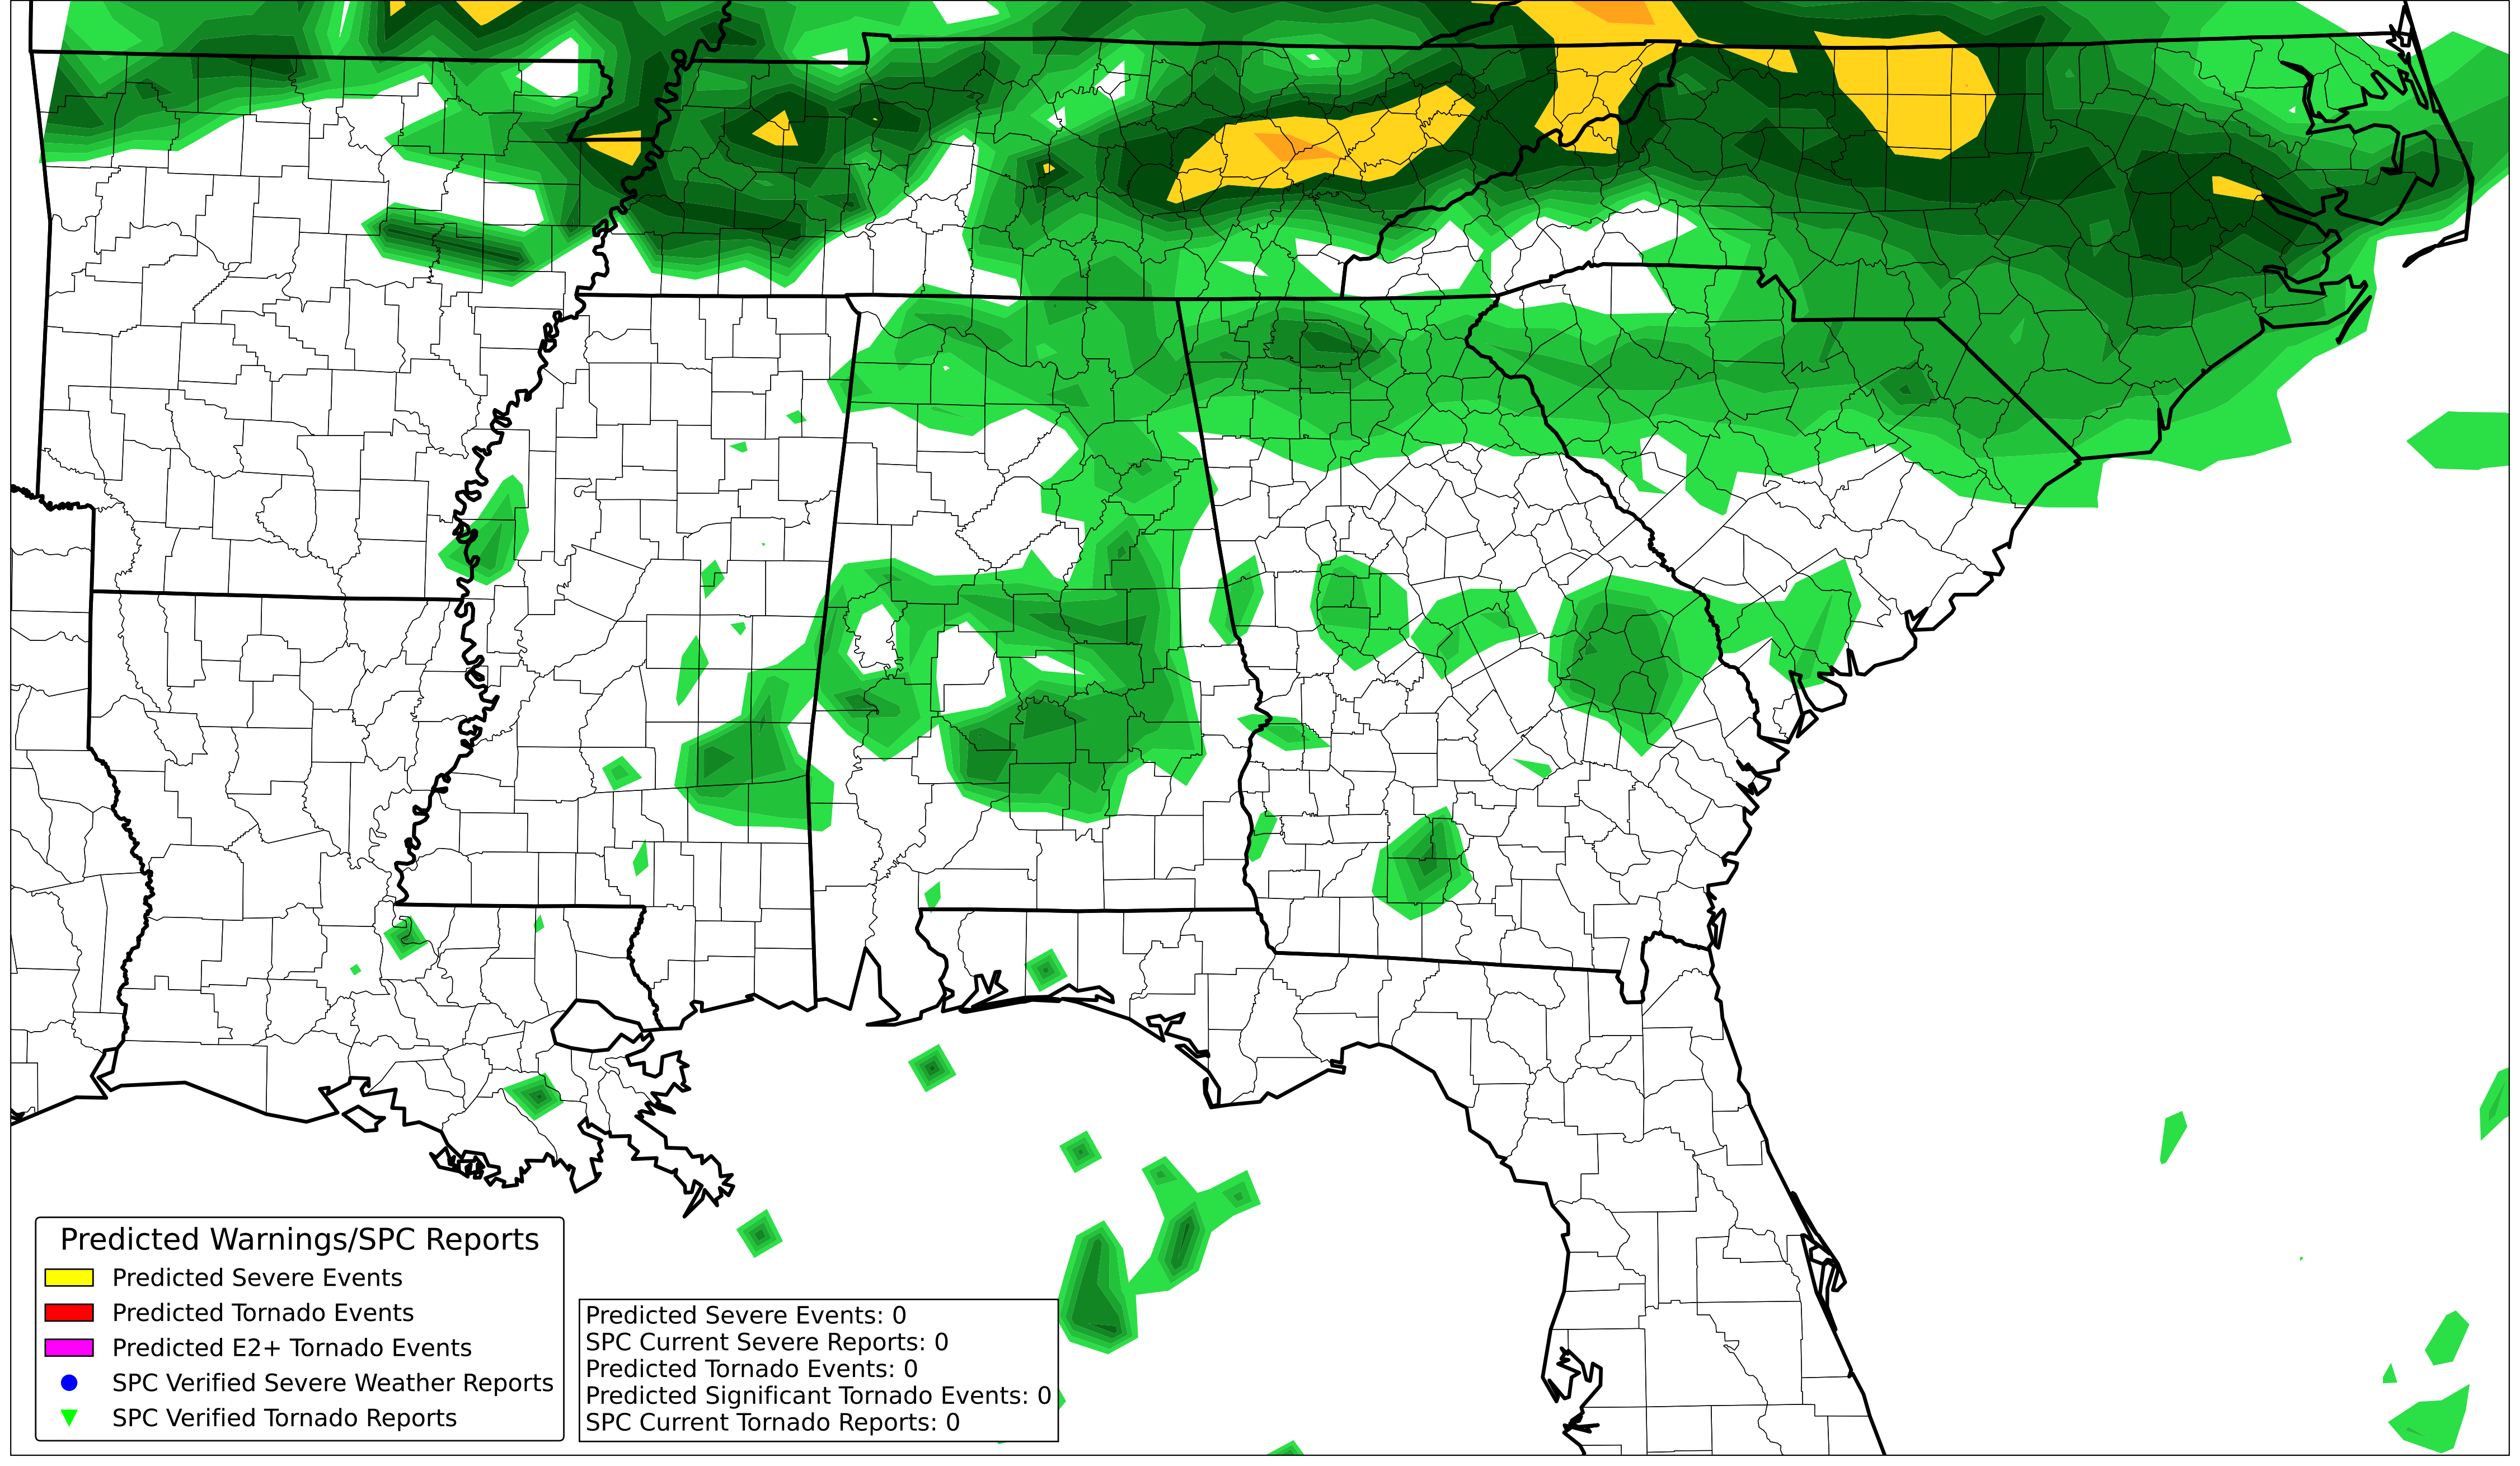 Predicted Warnings/SPC Reports
Predicted Severe Events
Predicted Tornado Events
Predicted E2+ Tornado Events
SPC Verified Severe Weather Reports
SPC Verified Tornado Reports
Predicted Severe Events: 0
SPC Current Severe Reports: 0
Predicted Tornado Events: 0
Predicted Significant Tornado Events: 0
SPC Current Tornado Reports: 0